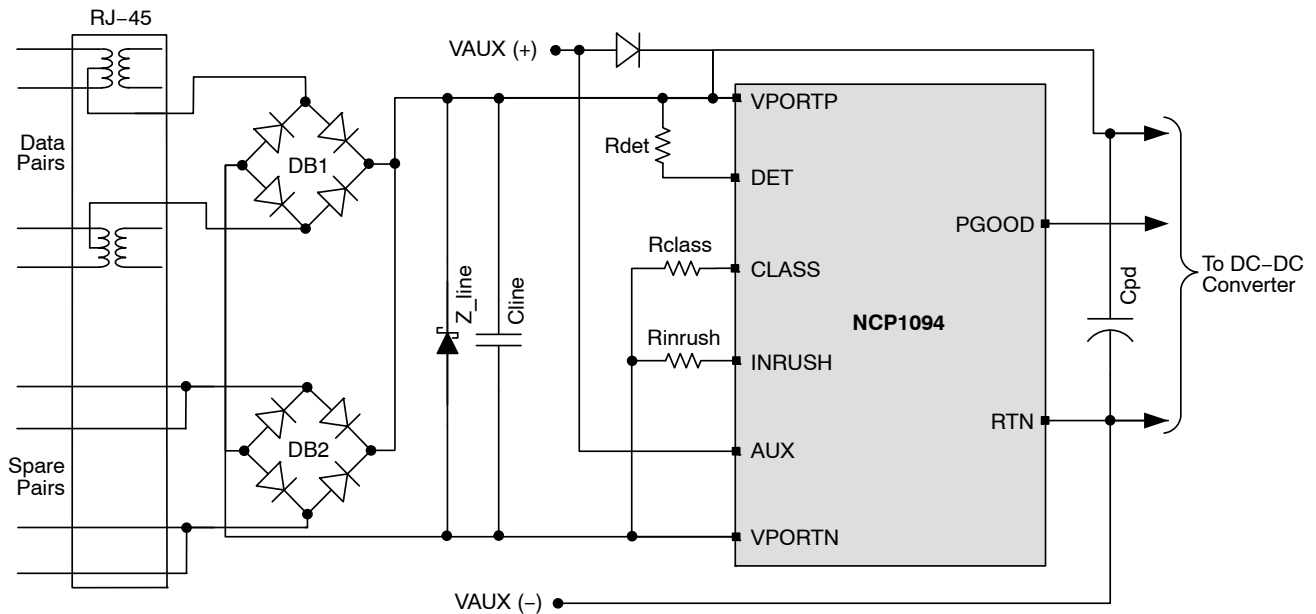 RJ−45
VAUX (+)
Data
Pairs
DB1
Rdet
VPORTP
DET
PGOOD
Rclass
CLASS
Z_line
Cline
Cpd
To DC−DC
Converter
NCP1094
Rinrush
INRUSH
RTN
Spare
Pairs
DB2
AUX
VPORTN
VAUX (−)